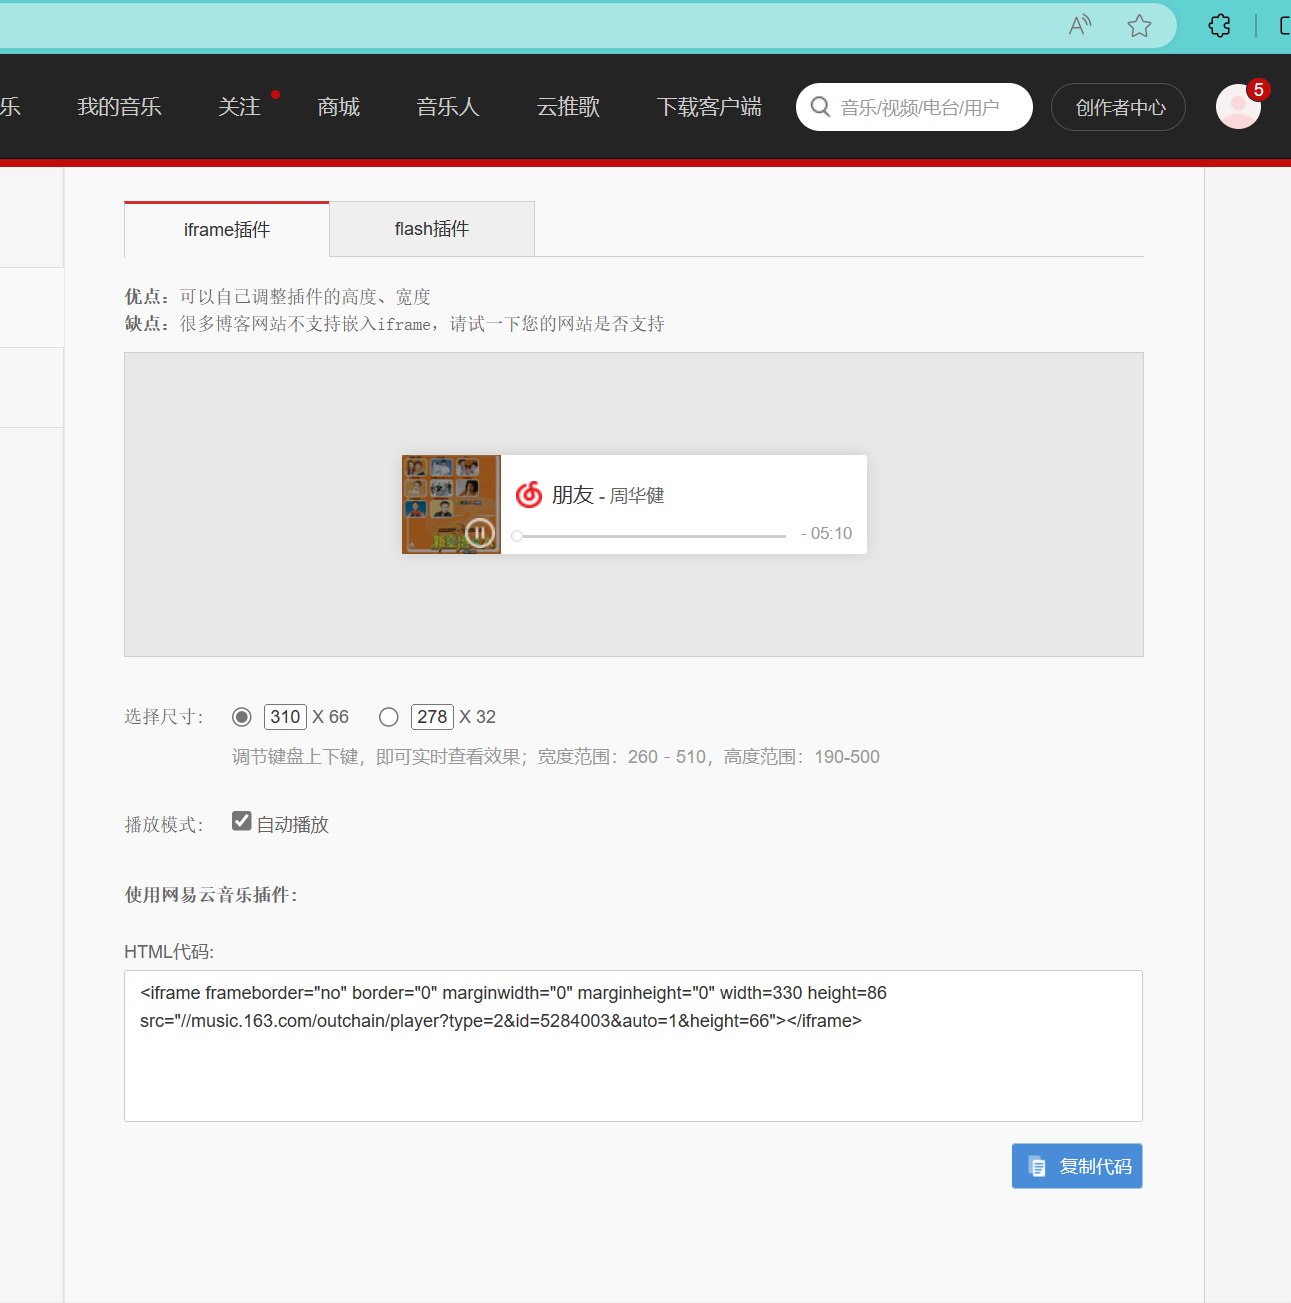 乐 我的音乐 关注 商城 音乐人 云推歌 下载客户端 音乐/视频/电台/用户 创作者中心 5
iframe插件 flash插件
优点：可以自己调整插件的高度、宽度
缺点：很多博客网站不支持嵌入iframe，请试一下您的网站是否支持
朋友 - 周华健
- 05:10
选择尺寸： 310 X 66 278 X 32
调节键盘上下键，即可实时查看效果；宽度范围：260 - 510，高度范围：190-500
播放模式： 自动播放
使用网易云音乐插件：
HTML代码:
<iframe frameborder="no" border="0" marginwidth="0" marginheight="0" width=330 height=86
src="//music.163.com/outchain/player?type=2&id=5284003&auto=1&height=66"></iframe>
复制代码